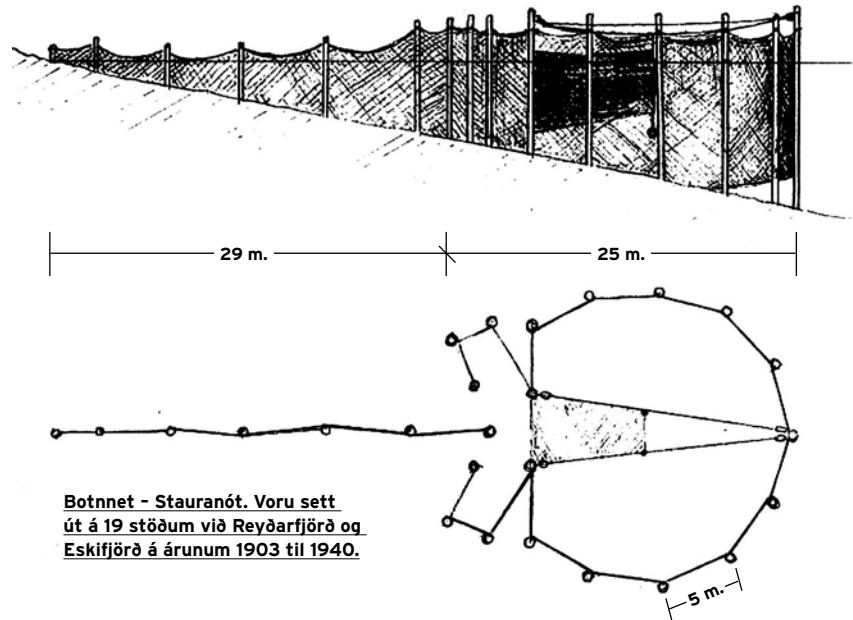 29 m.
25 m.
Botnnet - Stauranót. Voru sett
út á 19 stöðum við Reyðarfjörð og
Eskifjörð á árunum 1903 til 1940.
5 m.